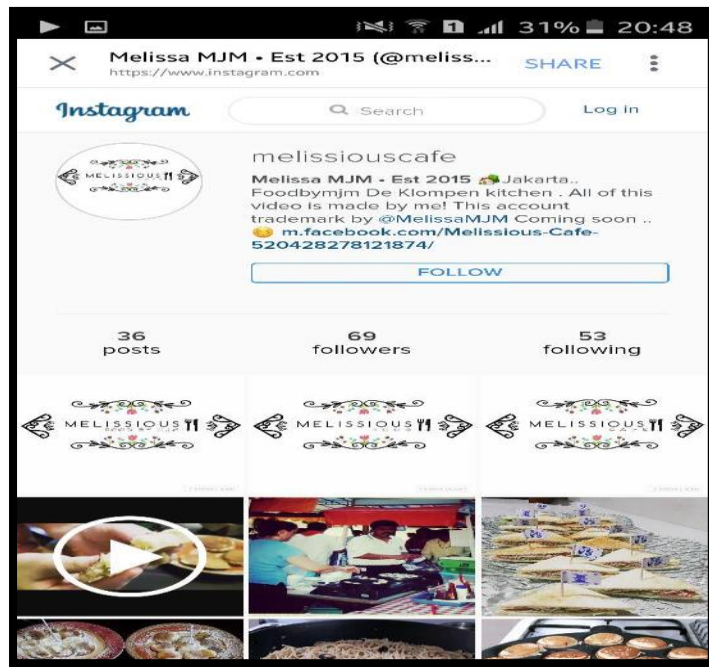 31% 20:48
Melissa MJM • Est 2015 (@meliss...
https://www.instagram.com
SHARE
Instagram
Search
Log in
MELISSIOUS
melissiouscafe
Melissa MJM - Est 2015 🏡Jakarta..
Foodbymjm De Klompen kitchen . All of this
video is made by me! This account
trademark by @MelissaMJM Coming soon ..
😊 m.facebook.com/Melissious-Cafe-
520428278121874/
FOLLOW
36
posts
69
followers
53
following
MELISSIOUS
MELISSIOUS
MELISSIOUS